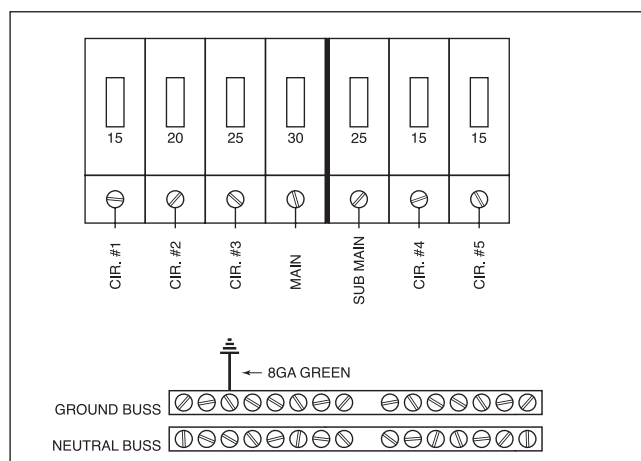 15 20 25 30 25 15 15
CIR. #1 CIR. #2 CIR. #3 MAIN SUB MAIN CIR. #4 CIR. #5
8GA GREEN
GROUND BUSS
NEUTRAL BUSS